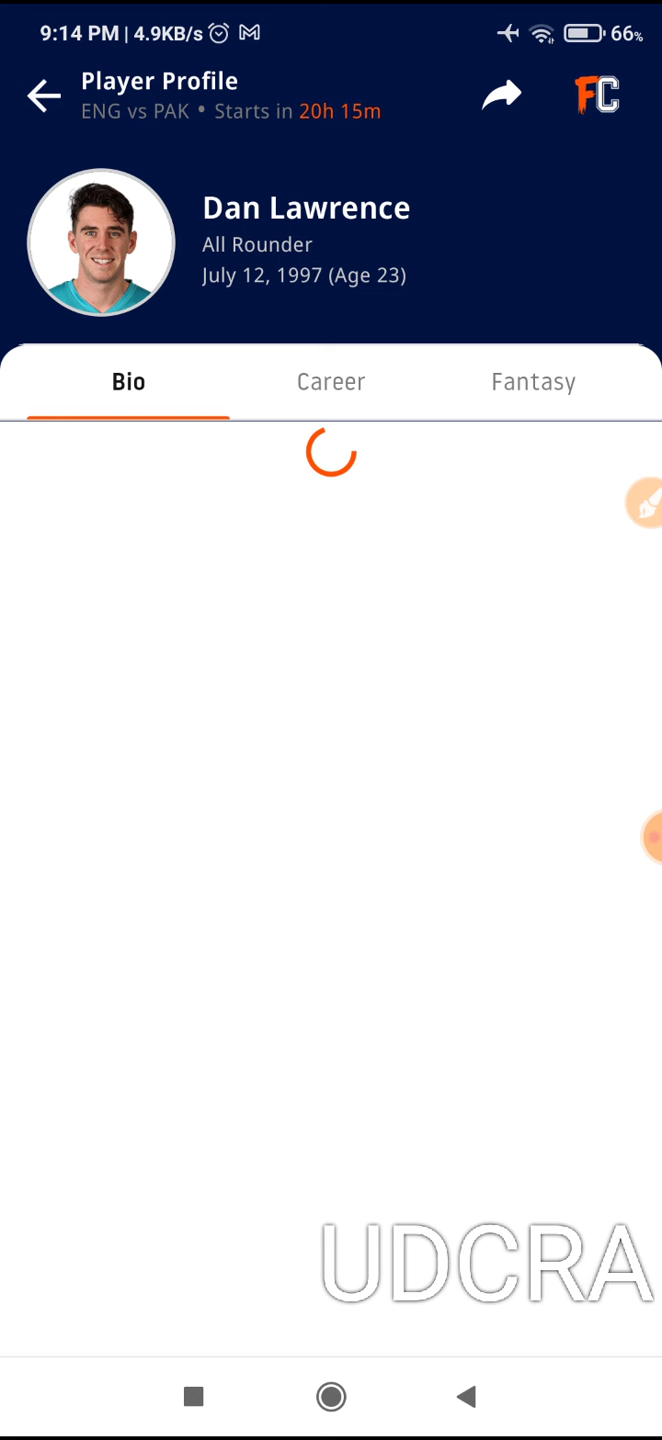 9:14 PM | 4.9KB/s
66%
Player Profile
ENG vs PAK • Starts in 20h 15m
FC
Dan Lawrence
All Rounder
July 12, 1997 (Age 23)
Bio
Career
Fantasy
UDCRA